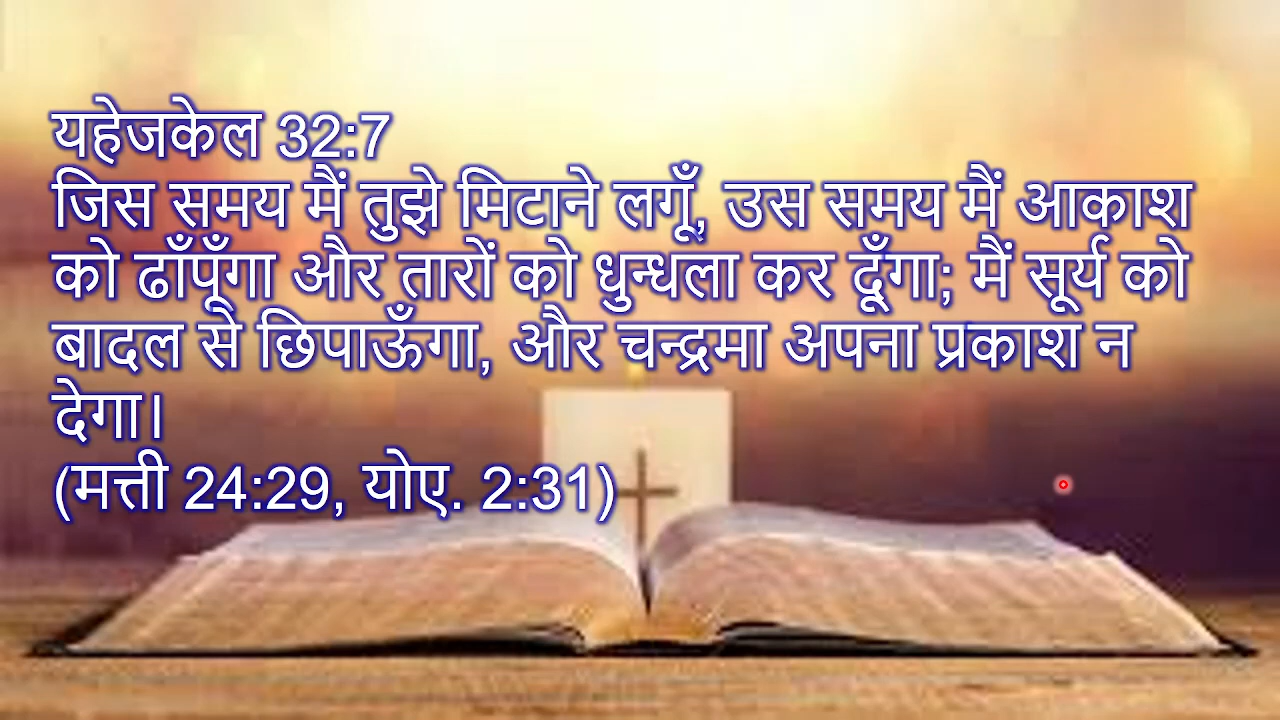 यहेजकेल 32:7
जिस समय मैं तुझे मिटाने लगूँ, उस समय मैं आकाश
को ढाँपूँगा और तारों को धुन्धला कर दूँगा; मैं सूर्य को
बादल से छिपाऊँगा, और चन्द्रमा अपना प्रकाश न
देगा।
(मत्ती 24:29, योए. 2:31)